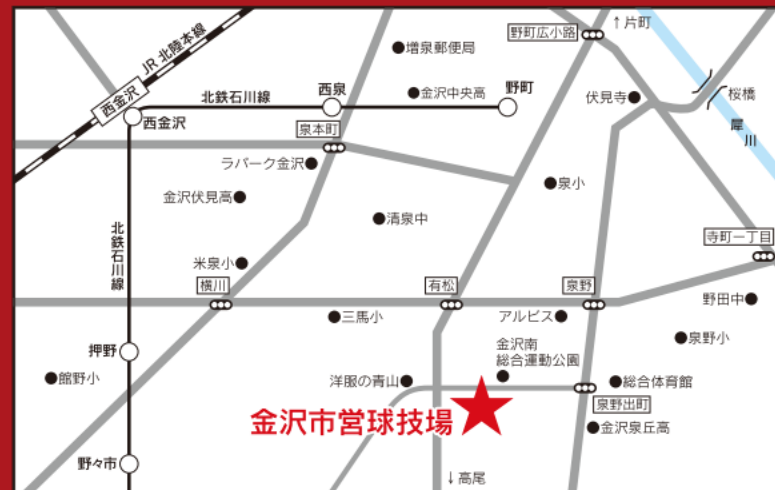 ↑片町
野町広小路
JR 北陸本線
増泉郵便局
西泉
野町
北鉄石川線
金沢中央高
伏見寺
桜橋
西金沢
西金沢
犀川
泉本町
ラパーク金沢
泉小
金沢伏見高
清泉中
北鉄石川線
寺町一丁目
米泉小
横川
有松
泉野
野田中
三馬小
アルビス
泉野小
押野
金沢南
総合運動公園
館野小
洋服の青山
総合体育館
泉野出町
金沢市営球技場
金沢泉丘高
野々市
↓高尾